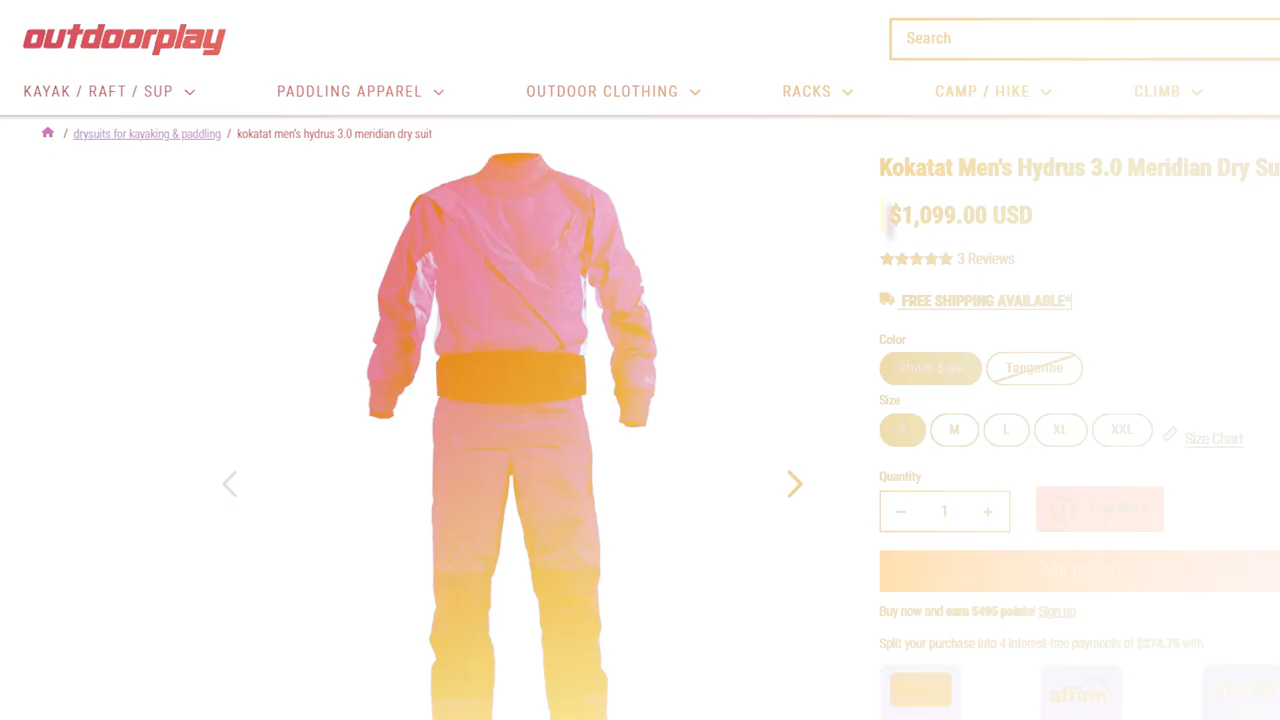 outdoorplay
Search
KAYAK / RAFT / SUP
PADDLING APPAREL
OUTDOOR CLOTHING
RACKS
CAMP / HIKE
CLIMB
/ drysuits for kayaking & paddling / kokatat men's hydrus 3.0 meridian dry suit
Kokatat Men's Hydrus 3.0 Meridian Dry Su
$1,099.00 USD
3 Reviews
FREE SHIPPING AVAILABLE*
Color
Storm Blue Tangerine
Size
S M L XL XXL Size Chart
Quantity
− 1 +
Add to cart
Buy now and earn 5495 points! Sign up
Split your purchase into 4 interest-free payments of $274.75 with
affirm